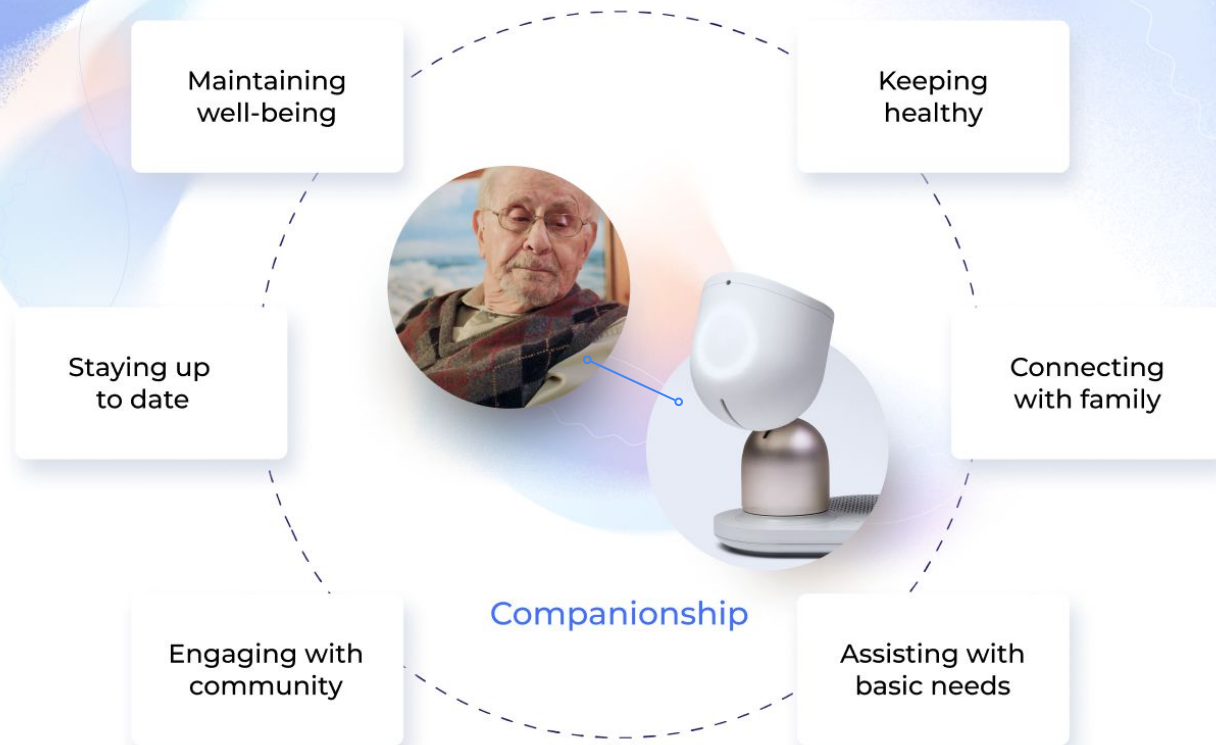 Maintaining
well-being
Keeping
healthy
Staying up
to date
Connecting
with family
Companionship
Engaging with
community
Assisting with
basic needs